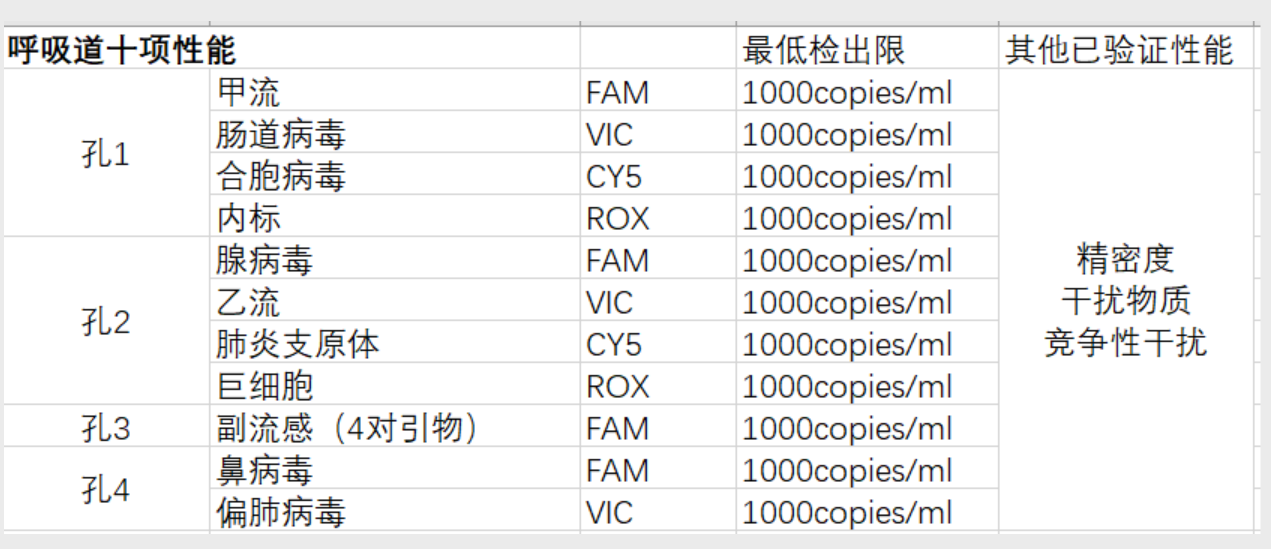 呼吸道十项性能 最低检出限 其他已验证性能
孔1 甲流 FAM 1000copies/ml
肠道病毒 VIC 1000copies/ml
合胞病毒 CY5 1000copies/ml
内标 ROX 1000copies/ml
孔2 腺病毒 FAM 1000copies/ml
乙流 VIC 1000copies/ml
肺炎支原体 CY5 1000copies/ml
巨细胞 ROX 1000copies/ml
孔3 副流感（4对引物） FAM 1000copies/ml
孔4 鼻病毒 FAM 1000copies/ml
偏肺病毒 VIC 1000copies/ml
精密度
干扰物质
竞争性干扰